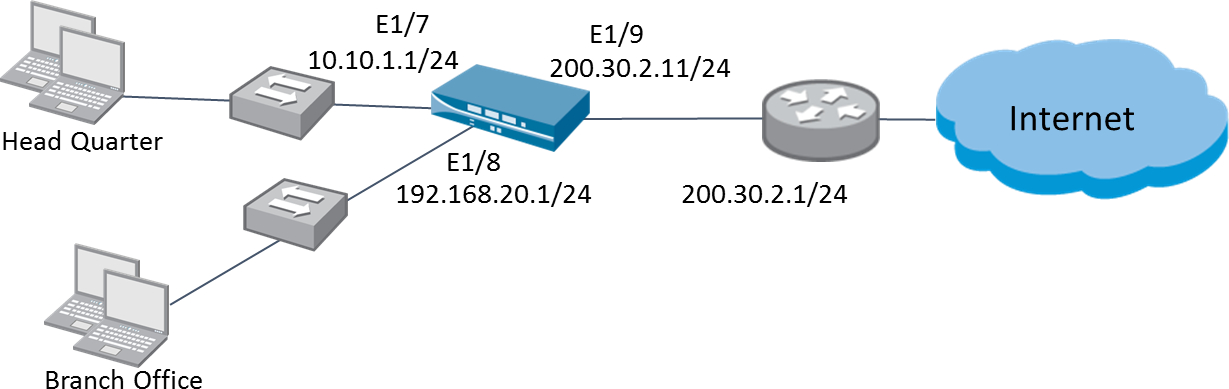 E1/7
10.10.1.1/24
E1/9
200.30.2.11/24
Internet
Head Quarter
E1/8
192.168.20.1/24
200.30.2.1/24
Branch Office